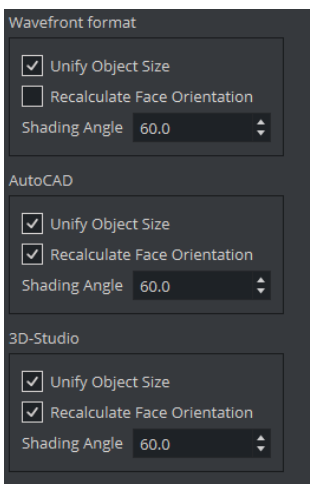 Wavefront format
Unify Object Size
Recalculate Face Orientation
Shading Angle 60.0
AutoCAD
Unify Object Size
Recalculate Face Orientation
Shading Angle 60.0
3D-Studio
Unify Object Size
Recalculate Face Orientation
Shading Angle 60.0